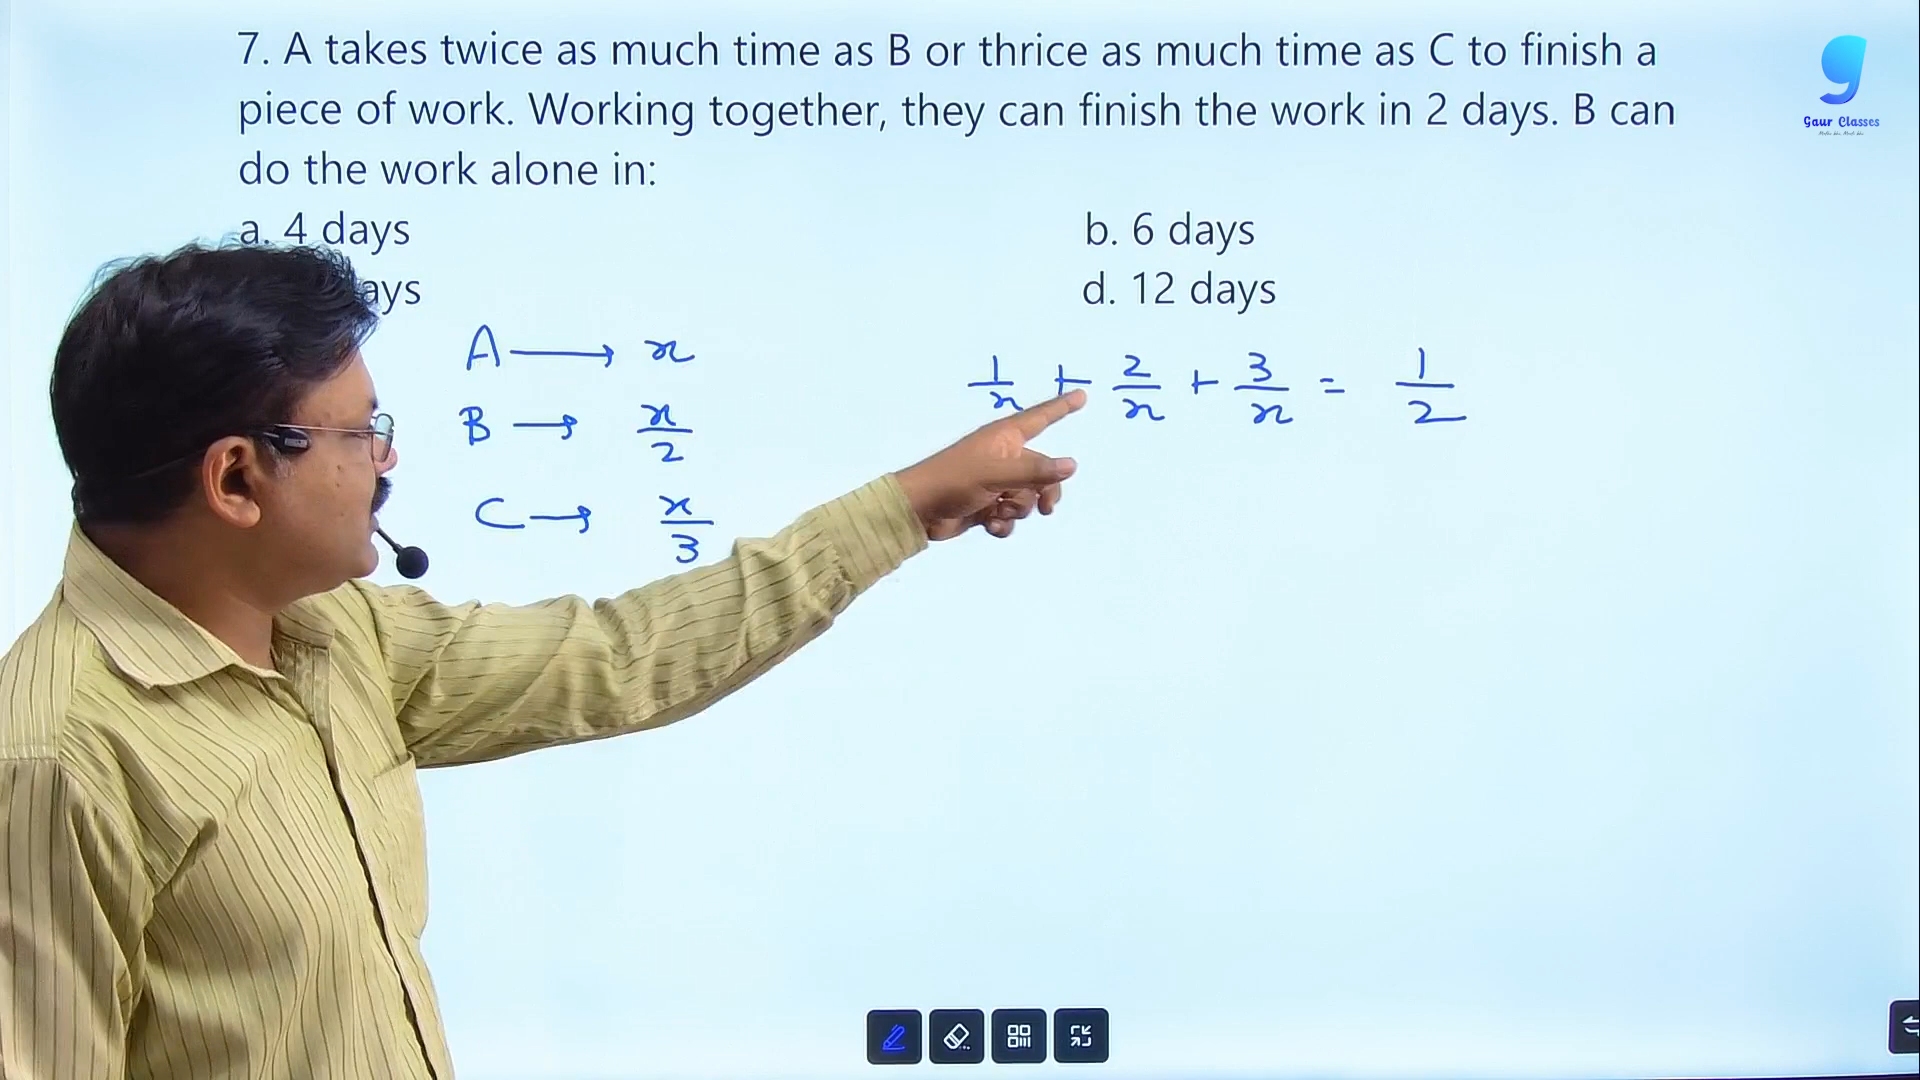 7. A takes twice as much time as B or thrice as much time as C to finish a
piece of work. Working together, they can finish the work in 2 days. B can
do the work alone in:
a. 4 days
b. 6 days
ays
d. 12 days
A → x
B → x/2
C → x/3
1/x + 2/x + 3/x = 1/2
g
Gaur Classes